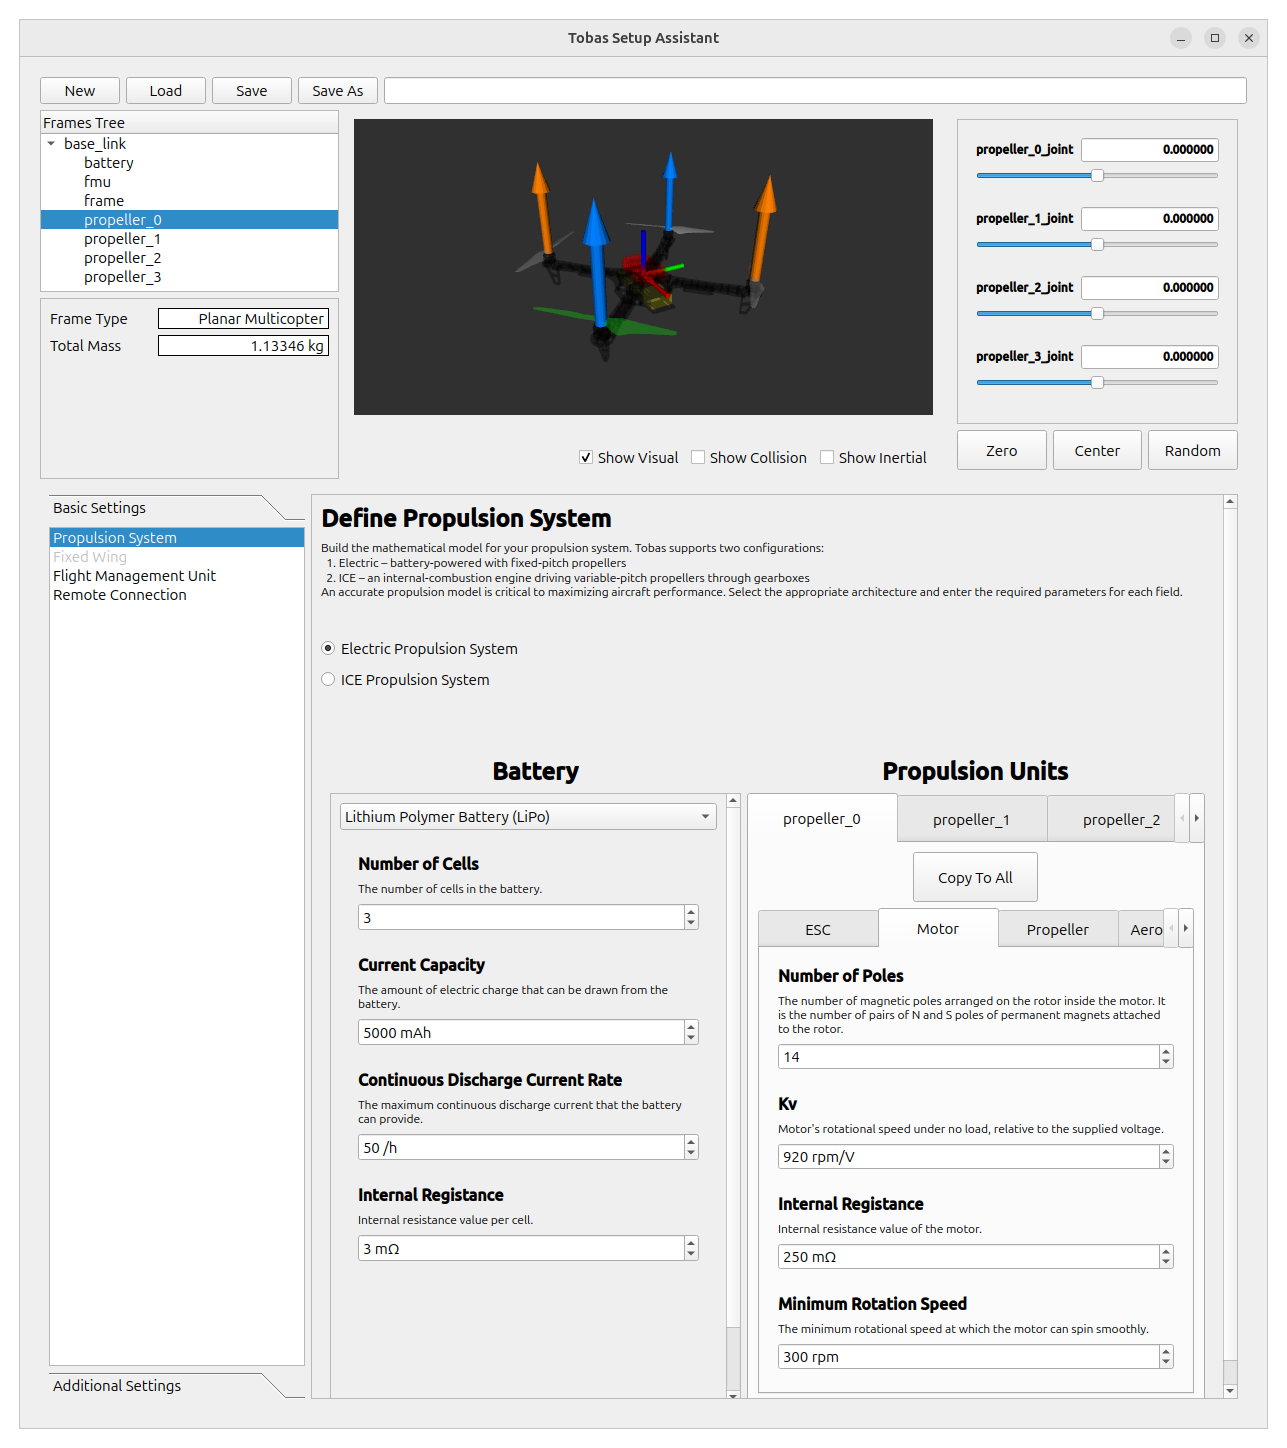 Tobas Setup Assistant
New
Load
Save
Save As
Frames Tree
base_link
battery
fmu
frame
propeller_0
propeller_1
propeller_2
propeller_3
Frame Type
Planar Multicopter
Total Mass
1.13346 kg
Show Visual
Show Collision
Show Inertial
propeller_0_joint
0.000000
propeller_1_joint
0.000000
propeller_2_joint
0.000000
propeller_3_joint
0.000000
Zero
Center
Random
Basic Settings
Propulsion System
Fixed Wing
Flight Management Unit
Remote Connection
Additional Settings
Define Propulsion System
Build the mathematical model for your propulsion system. Tobas supports two configurations:
1. Electric – battery-powered with fixed-pitch propellers
2. ICE – an internal-combustion engine driving variable-pitch propellers through gearboxes
An accurate propulsion model is critical to maximizing aircraft performance. Select the appropriate architecture and enter the required parameters for each field.
Electric Propulsion System
ICE Propulsion System
Battery
Lithium Polymer Battery (LiPo)
Number of Cells
The number of cells in the battery.
3
Current Capacity
The amount of electric charge that can be drawn from the
battery.
5000 mAh
Continuous Discharge Current Rate
The maximum continuous discharge current that the battery
can provide.
50 /h
Internal Registance
Internal resistance value per cell.
3 mΩ
Propulsion Units
propeller_0
propeller_1
propeller_2
Copy To All
ESC
Motor
Propeller
Aero
Number of Poles
The number of magnetic poles arranged on the rotor inside the motor. It
is the number of pairs of N and S poles of permanent magnets attached
to the rotor.
14
Kv
Motor's rotational speed under no load, relative to the supplied voltage.
920 rpm/V
Internal Registance
Internal resistance value of the motor.
250 mΩ
Minimum Rotation Speed
The minimum rotational speed at which the motor can spin smoothly.
300 rpm